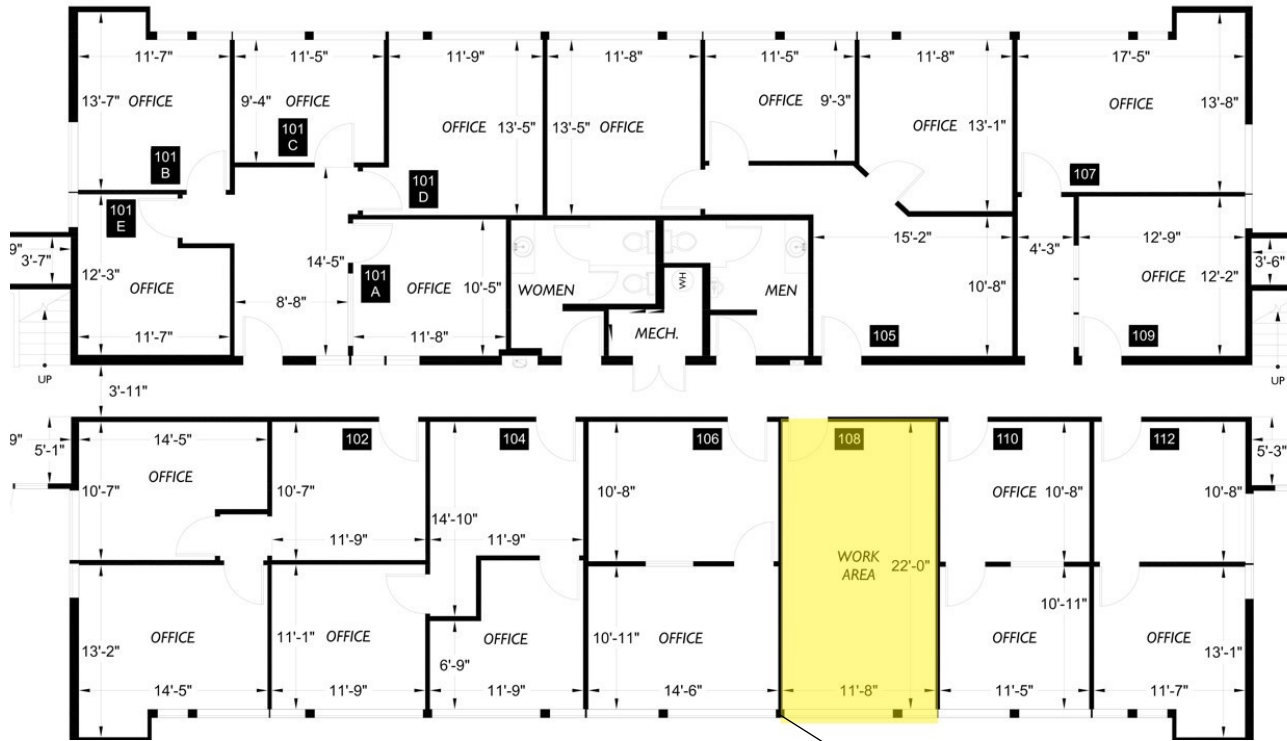 11'-7"
11'-5"
11'-9"
11'-8"
11'-5"
11'-8"
17'-5"
13'-7"
OFFICE
9'-4"
OFFICE
OFFICE
13'-5"
13'-5"
OFFICE
OFFICE
9'-3"
OFFICE
13'-1"
OFFICE
13'-8"
101
B
101
C
101
D
107
101
E
9"
3'-7"
12'-3"
OFFICE
11'-7"
14'-5"
8'-8"
101
A
OFFICE
10'-5"
11'-8"
WOMEN
MECH.
WH
MEN
15'-2"
10'-8"
105
4'-3"
12'-9"
OFFICE
12'-2"
109
3'-6"
UP
UP
3'-11"
9"
5'-1"
14'-5"
OFFICE
10'-7"
102
10'-7"
11'-9"
104
14'-10"
11'-9"
106
10'-8"
108
WORK
AREA
22'-0"
110
OFFICE
10'-8"
112
10'-8"
5'-3"
13'-2"
OFFICE
14'-5"
11'-1"
OFFICE
11'-9"
6'-9"
OFFICE
11'-9"
10'-11"
OFFICE
14'-6"
11'-8"
10'-11"
OFFICE
11'-5"
OFFICE
11'-7"
13'-1"